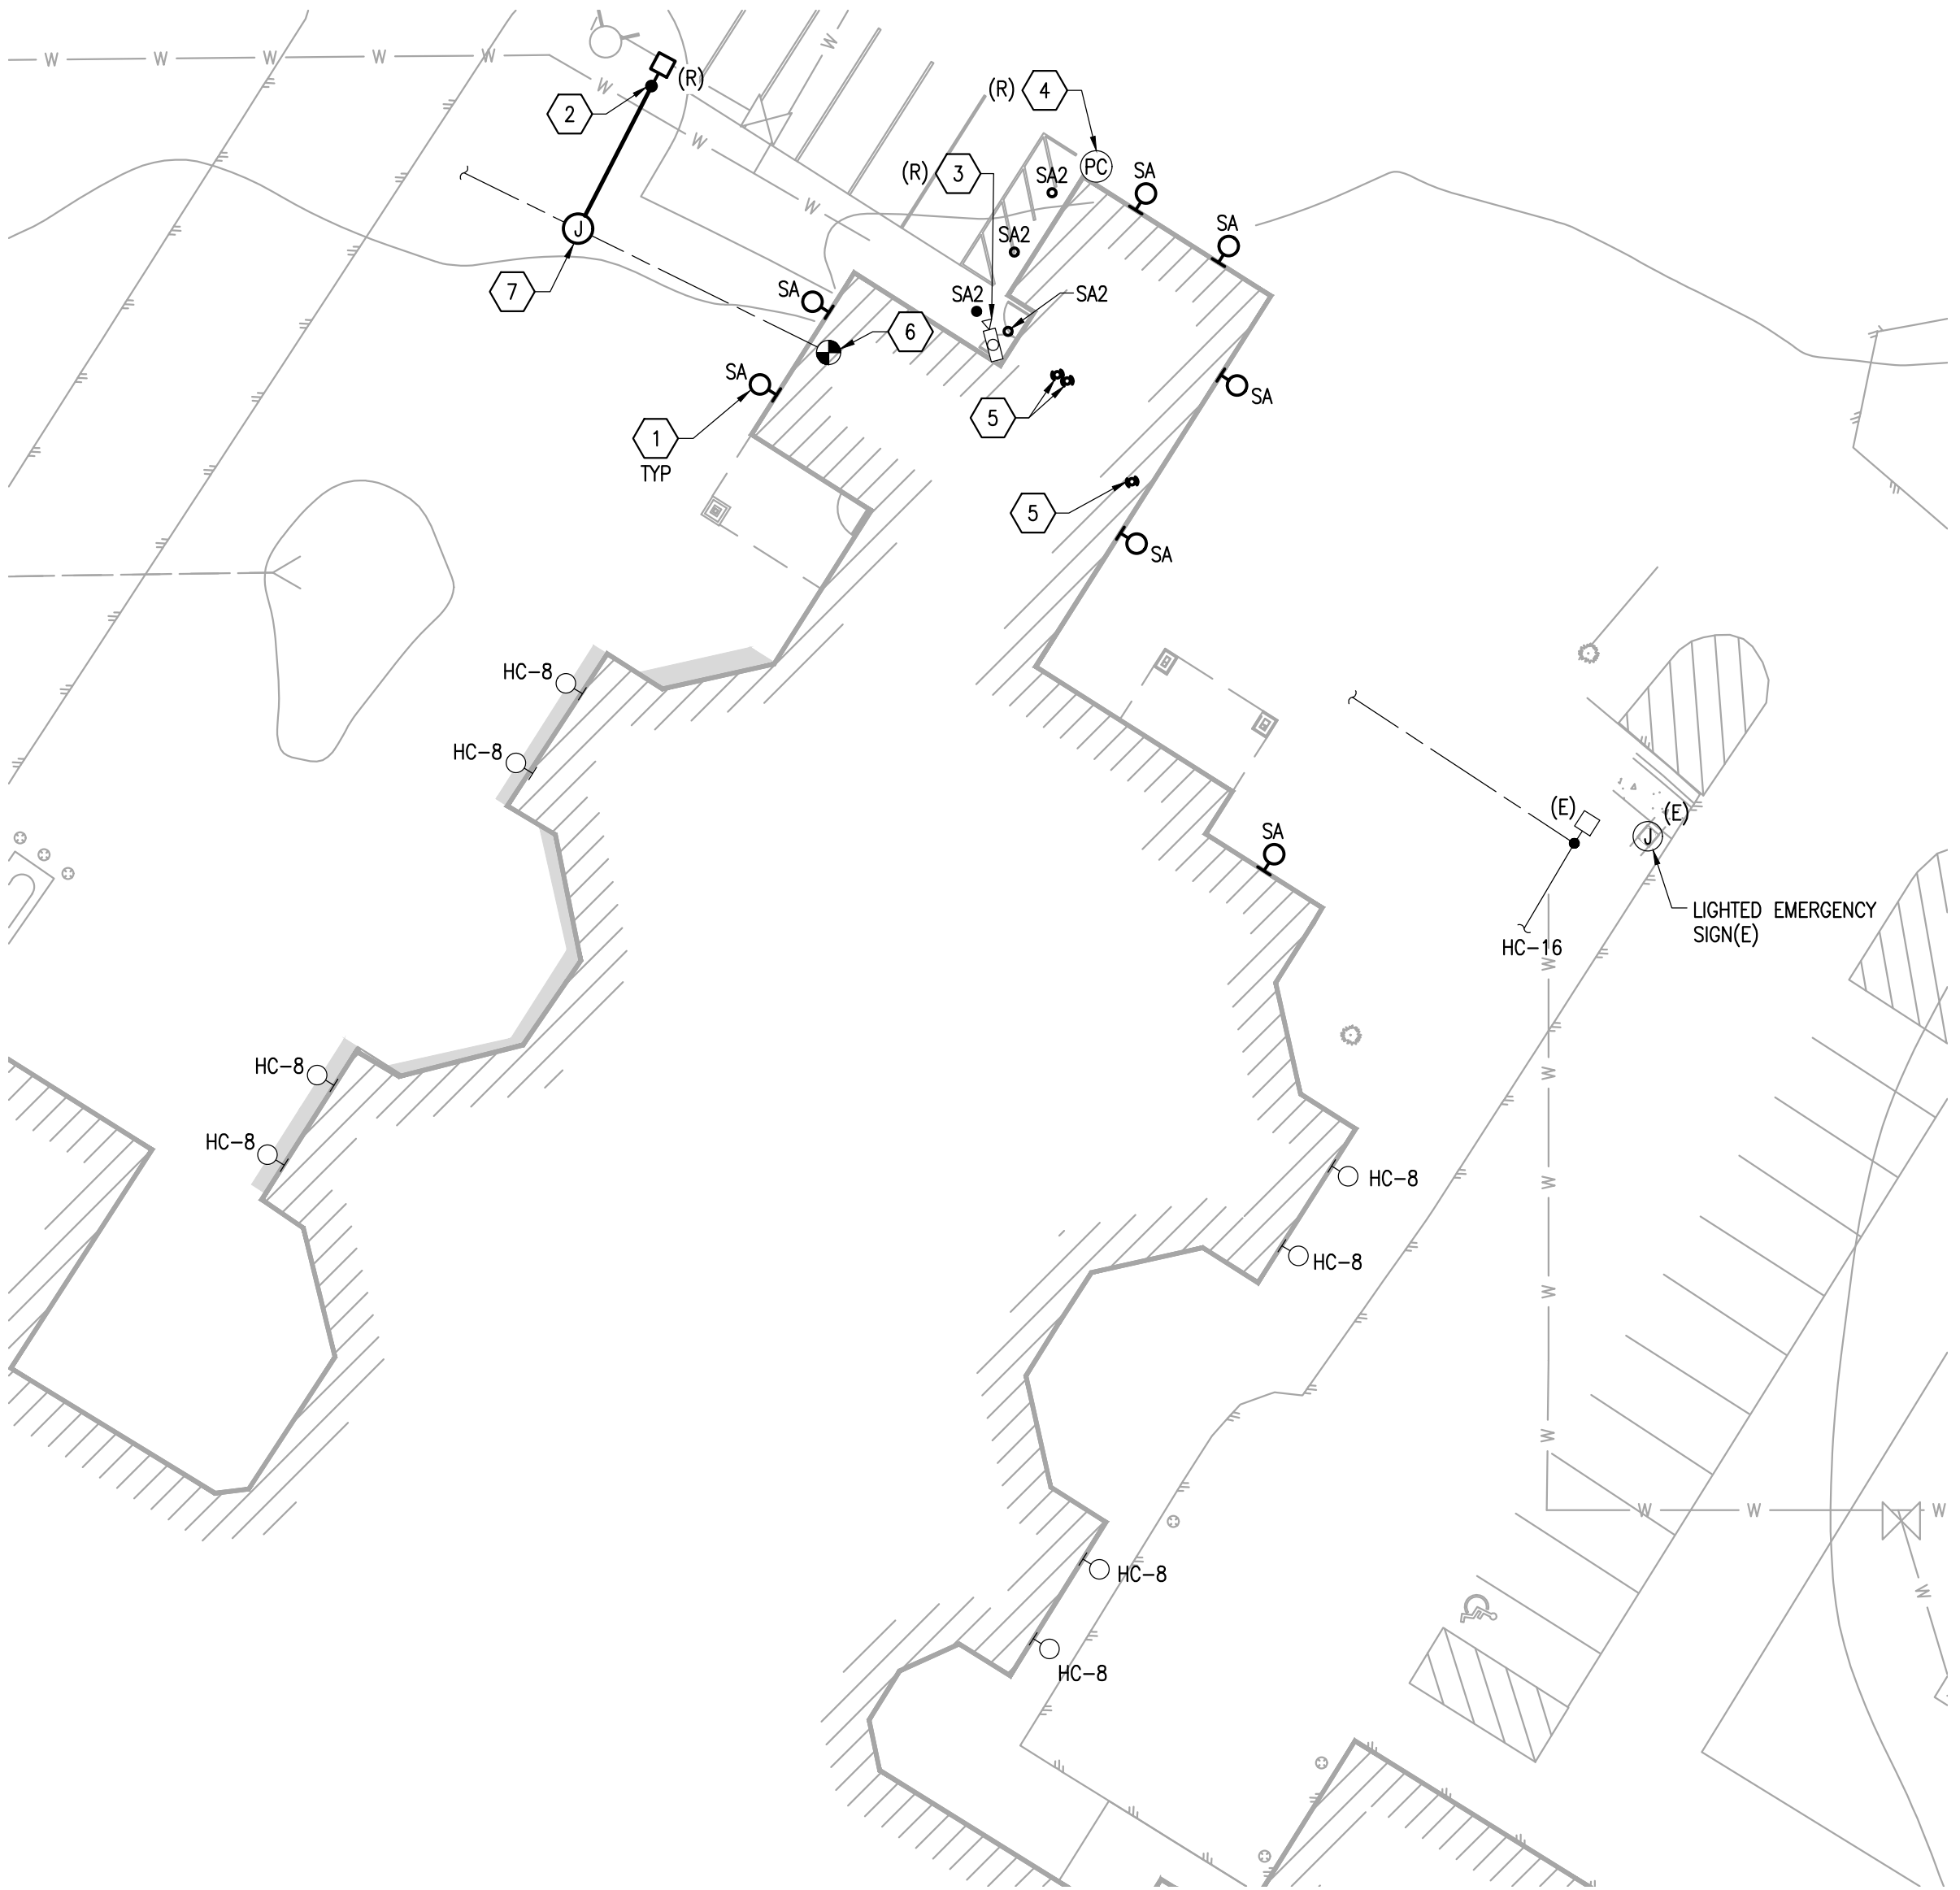 W W W W W
W
(R)
2
W
(R) 4
W
PC
SA
(R) 3
SA2
W
SA
J
SA2
7
SA
SA2
SA2
6
SA
5
SA
1
TYP
5
SA
HC-8
HC-8
(E)
(E)
J
SA
LIGHTED EMERGENCY
SIGN(E)
HC-16
W
HC-8
W
HC-8
HC-8
W
HC-8
W
W
W W W
HC-8
W
HC-8